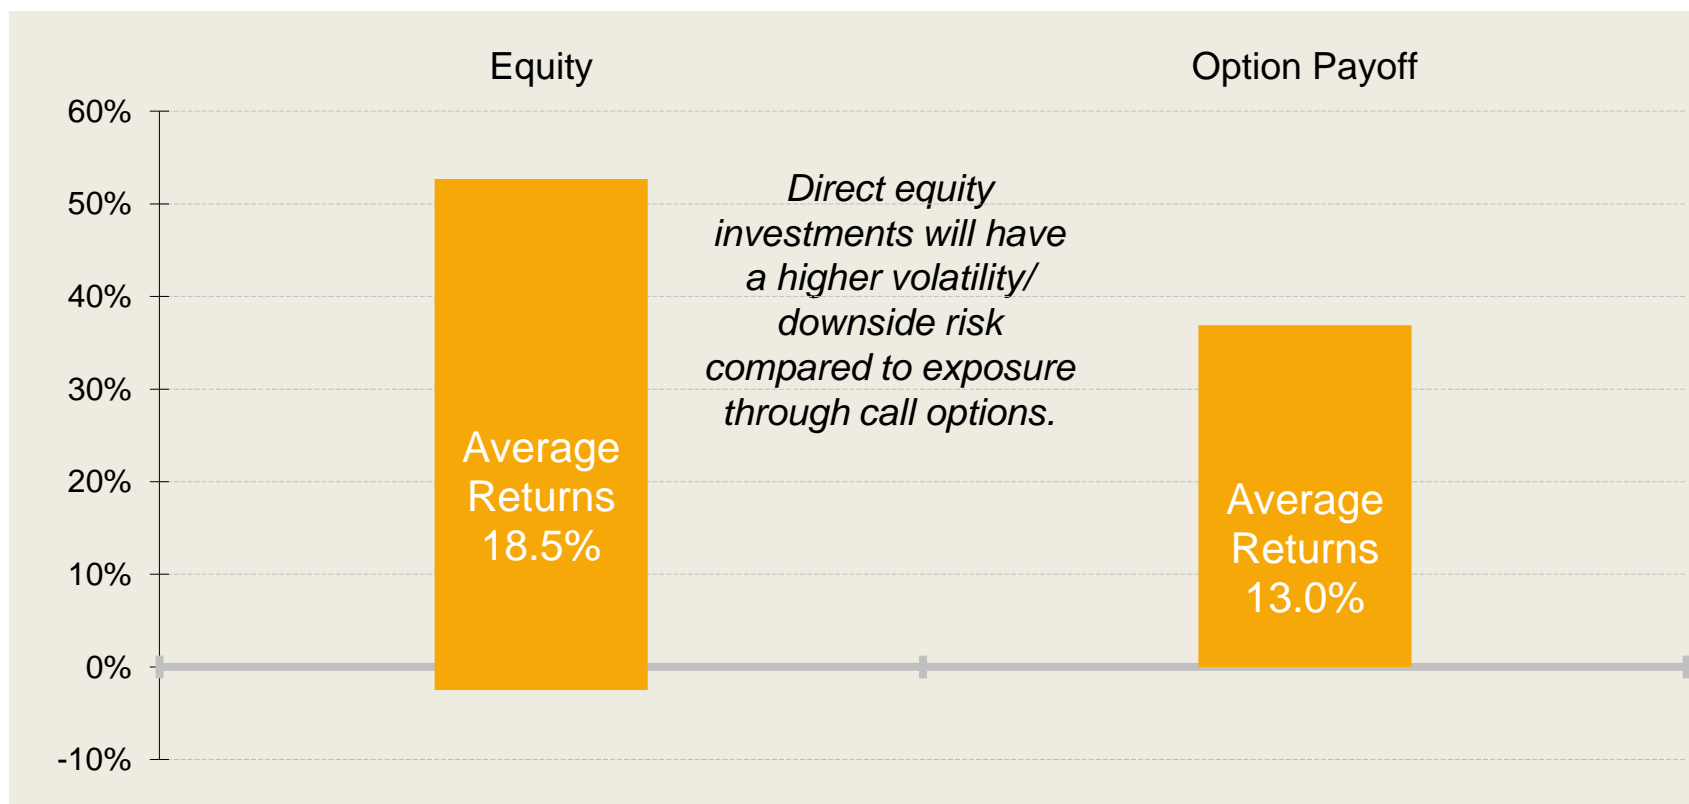 Equity
Option Payoff
60%
50%
40%
30%
20%
10%
0%
-10%
Direct equity
investments will have
a higher volatility/
downside risk
compared to exposure
through call options.
Average
Returns
18.5%
Average
Returns
13.0%